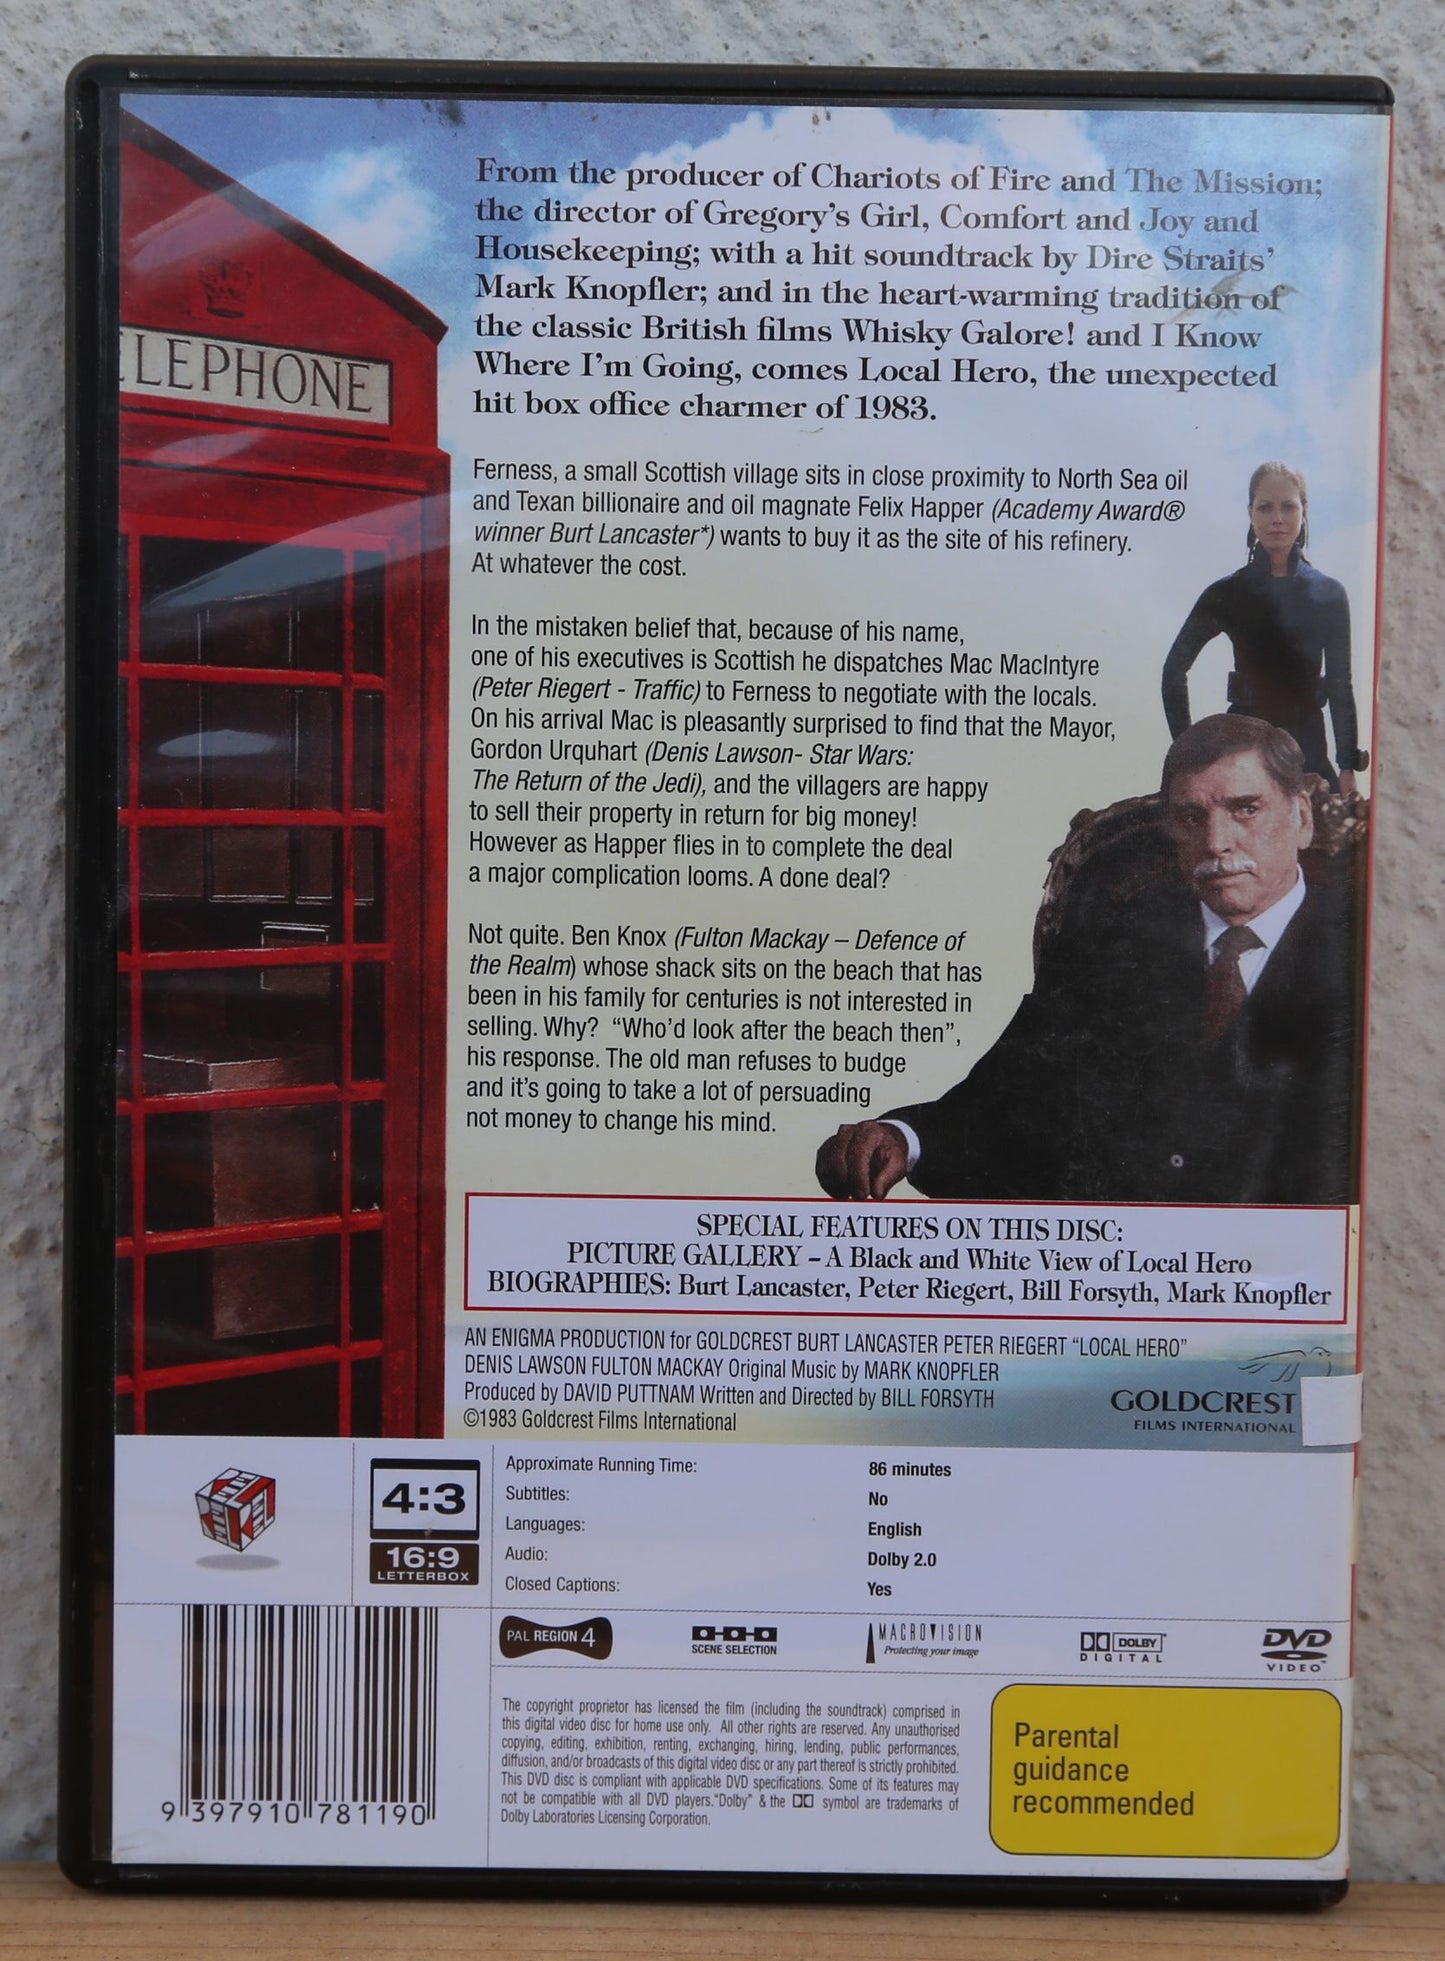 From the producer of Chariots of Fire and The Mission;
the director of Gregory's Girl, Comfort and Joy and
Housekeeping; with a hit soundtrack by Dire Straits'
Mark Knopfler; and in the heart-warming tradition of
the classic British films Whisky Galore! and I Know
Where I'm Going, comes Local Hero, the unexpected
hit box office charmer of 1983.
LEPHONE
Ferness, a small Scottish village sits in close proximity to North Sea oil
and Texan billionaire and oil magnate Felix Happer (Academy Award®
winner Burt Lancaster*) wants to buy it as the site of his refinery.
At whatever the cost.
In the mistaken belief that, because of his name,
one of his executives is Scottish he dispatches Mac MacIntyre
(Peter Riegert - Traffic) to Ferness to negotiate with the locals.
On his arrival Mac is pleasantly surprised to find that the Mayor,
Gordon Urquhart (Denis Lawson- Star Wars:
The Return of the Jedi), and the villagers are happy
to sell their property in return for big money!
However as Happer flies in to complete the deal
a major complication looms. A done deal?
Not quite. Ben Knox (Fulton Mackay – Defence of
the Realm) whose shack sits on the beach that has
been in his family for centuries is not interested in
selling. Why? “Who'd look after the beach then”,
his response. The old man refuses to budge
and it's going to take a lot of persuading
not money to change his mind.
SPECIAL FEATURES ON THIS DISC:
PICTURE GALLERY – A Black and White View of Local Hero
BIOGRAPHIES: Burt Lancaster, Peter Riegert, Bill Forsyth, Mark Knopfler
AN ENIGMA PRODUCTION for GOLDCREST BURT LANCASTER PETER RIEGERT “LOCAL HERO”
DENIS LAWSON FULTON MACKAY Original Music by MARK KNOPFLER
Produced by DAVID PUTTNAM Written and Directed by BILL FORSYTH
©1983 Goldcrest Films International
GOLDCREST
FILMS INTERNATIONAL
4:3
16:9
LETTERBOX
Approximate Running Time: 86 minutes
Subtitles: No
Languages: English
Audio: Dolby 2.0
Closed Captions: Yes
PAL REGION 4
SCENE SELECTION
MACROVISION
Protecting your image
DOLBY
DIGITAL
DVD
VIDEO
The copyright proprietor has licensed the film (including the soundtrack) comprised in
this digital video disc for home use only. All other rights are reserved. Any unauthorised
copying, editing, exhibition, renting, exchanging, hiring, lending, public performances,
diffusion, and/or broadcasts of this digital video disc or any part thereof is strictly prohibited.
This DVD disc is compliant with applicable DVD specifications. Some of its features may
not be compatible with all DVD players.“Dolby” & the symbol are trademarks of
Dolby Laboratories Licensing Corporation.
Parental
guidance
recommended
9 397910 781190